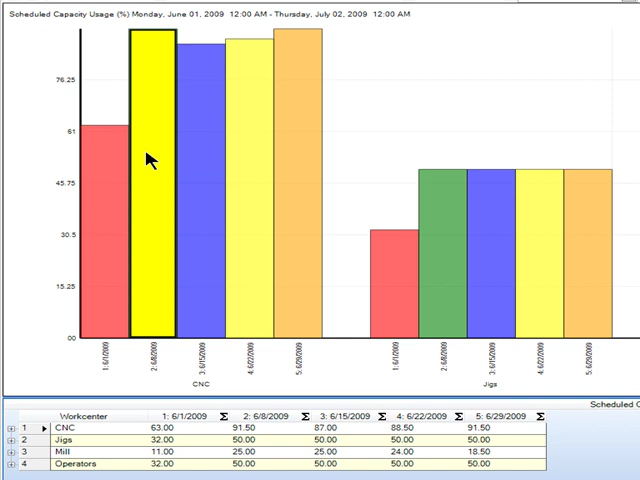 Scheduled Capacity Usage (%) Monday, June 01, 2009 12:00 AM - Thursday, July 02, 2009 12:00 AM
76.25
61
45.75
30.5
15.25
00
1: 6/1/2009 2: 6/8/2009 3: 6/15/2009 4: 6/22/2009 5: 6/29/2009 1: 6/1/2009 2: 6/8/2009 3: 6/15/2009 4: 6/22/2009 5: 6/29/2009
CNC Jigs
Scheduled C
Workcenter 1: 6/1/2009 Σ 2: 6/8/2009 Σ 3: 6/15/2009 Σ 4: 6/22/2009 Σ 5: 6/29/2009 Σ
1 CNC 63.00 91.50 87.00 88.50 91.50
2 Jigs 32.00 50.00 50.00 50.00 50.00
3 Mill 11.00 25.00 25.00 24.00 18.50
4 Operators 32.00 50.00 50.00 50.00 50.00